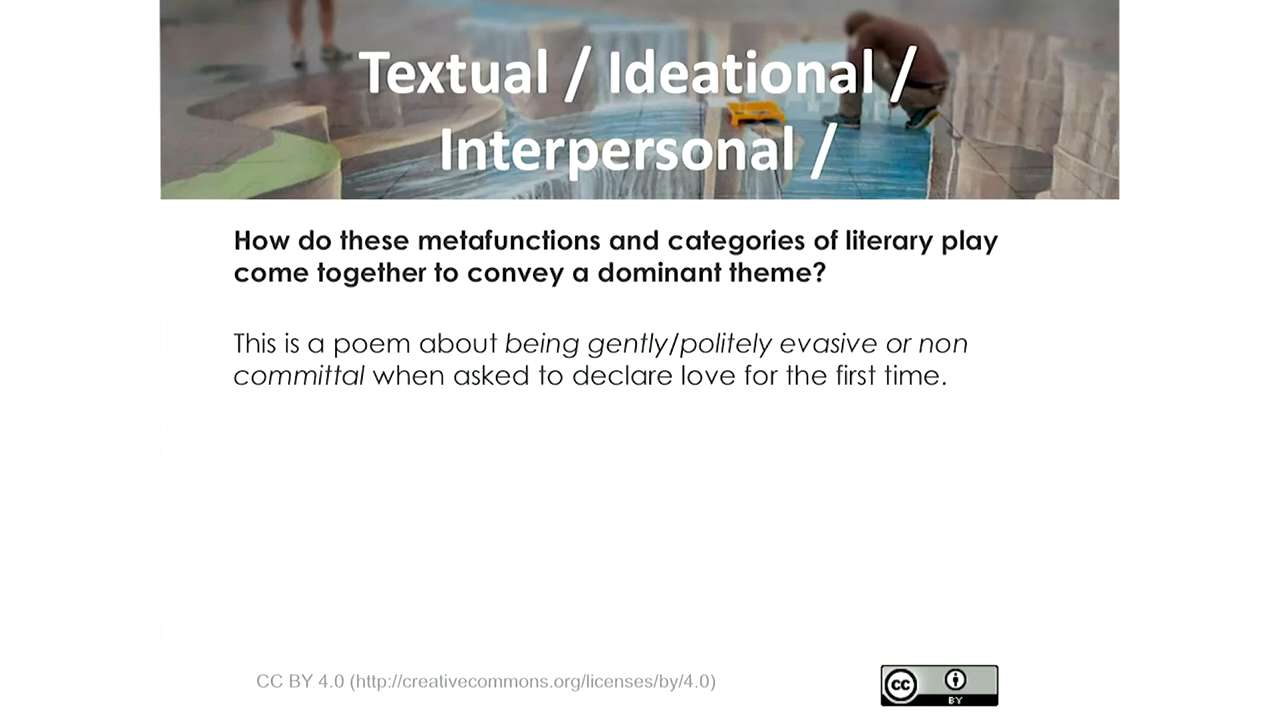 Textual / Ideational /
Interpersonal /
How do these metafunctions and categories of literary play
come together to convey a dominant theme?
This is a poem about being gently/politely evasive or non
committal when asked to declare love for the first time.
CC BY 4.0 (http://creativecommons.org/licenses/by/4.0)
cc
BY